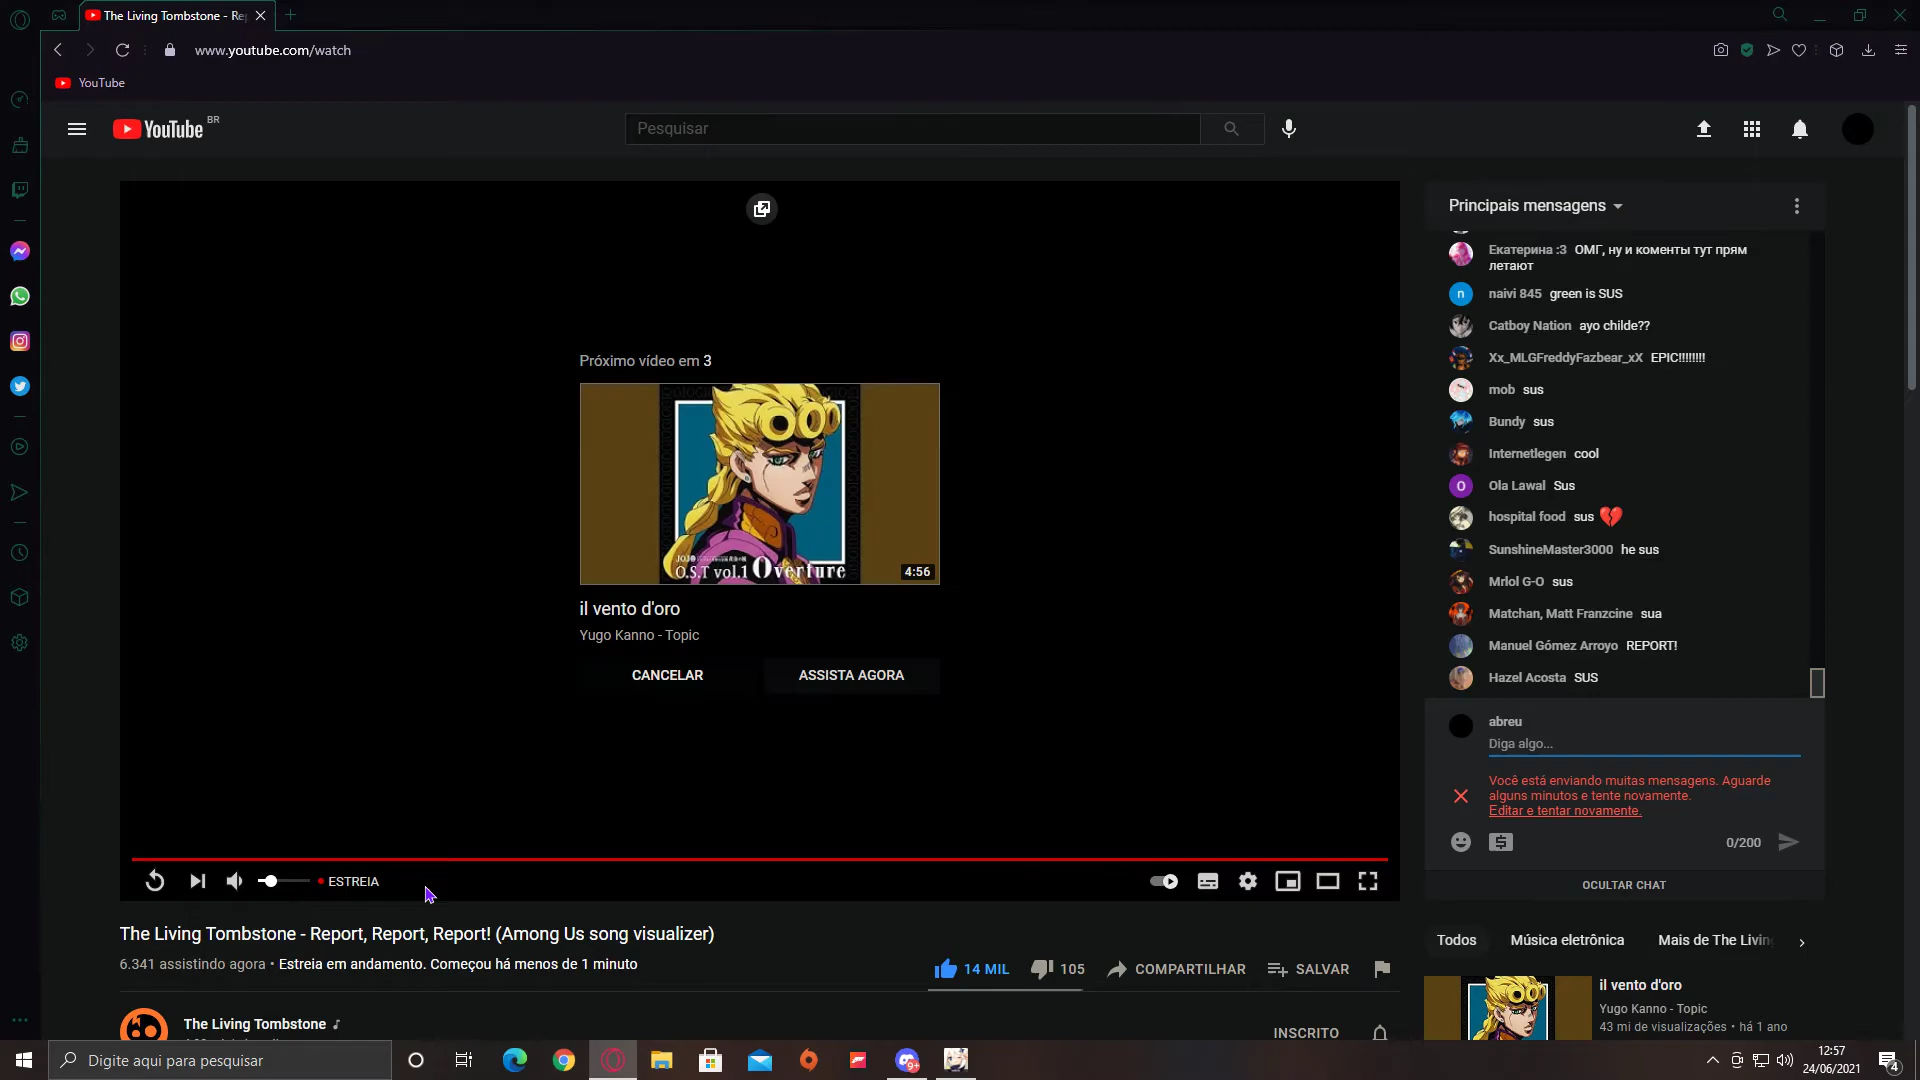 The Living Tombstone - Re
www.youtube.com/watch
YouTube
YouTube BR
Pesquisar
Próximo vídeo em 3
O.S.T vol.1 Overture
4:56
il vento d'oro
Yugo Kanno - Topic
CANCELAR
ASSISTA AGORA
ESTREIA
Principais mensagens
Екатерина :3 ОМГ, ну и коменты тут прям
летают
n naivi 845 green is SUS
Catboy Nation ayo childe??
Xx_MLGFreddyFazbear_xX EPIC!!!!!!!!
mob sus
Bundy sus
Internetlegen cool
O Ola Lawal Sus
hospital food sus 💔
SunshineMaster3000 he sus
Mrlol G-O sus
Matchan, Matt Franzcine sua
Manuel Gómez Arroyo REPORT!
Hazel Acosta SUS
abreu
Diga algo...
Você está enviando muitas mensagens. Aguarde
alguns minutos e tente novamente.
Editar e tentar novamente.
0/200
OCULTAR CHAT
The Living Tombstone - Report, Report, Report! (Among Us song visualizer)
6.341 assistindo agora • Estreia em andamento. Começou há menos de 1 minuto
14 MIL
105
COMPARTILHAR
SALVAR
The Living Tombstone
INSCRITO
Todos
Música eletrônica
Mais de The Livin
il vento d'oro
Yugo Kanno - Topic
43 mi de visualizações • há 1 ano
Digite aqui para pesquisar
9+
12:57
24/06/2021
4